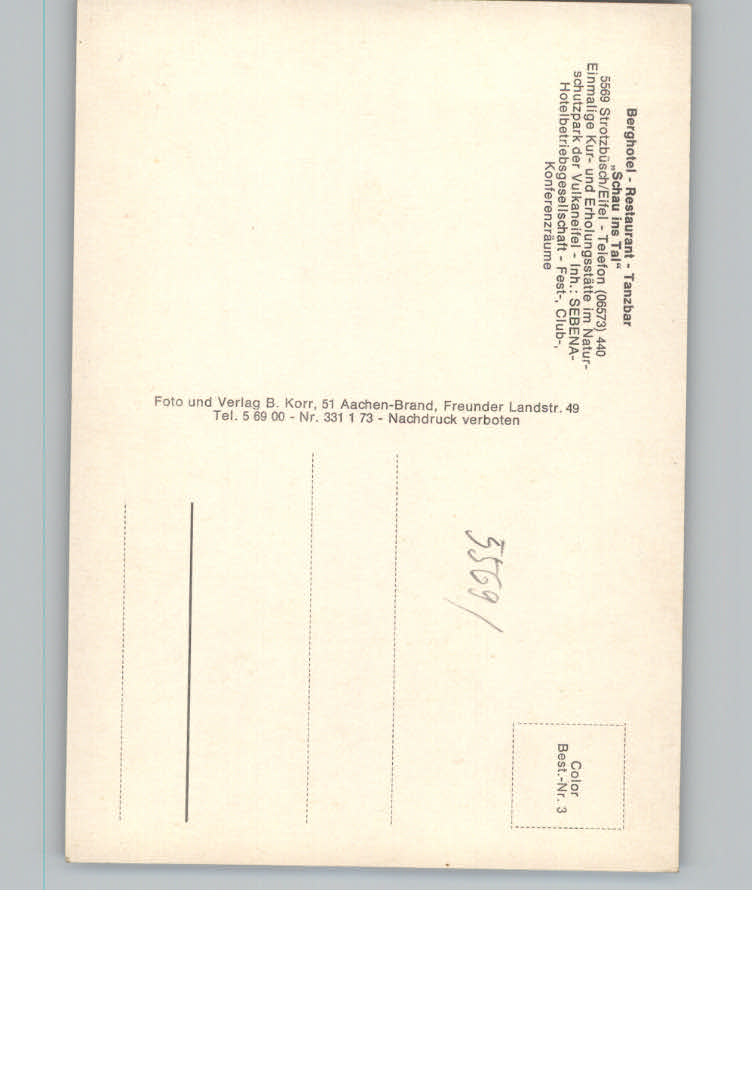 Berghotel - Restaurant - Tanzbar
„Schau ins Tal“
5569 Strotzbüsch/Eifel - Telefon (06573) 440
Einmalige Kur- und Erholungsstätte im Natur-
schutzpark der Vulkaneifel - Inh.: SEBENA-
Hotelbetriebsgesellschaft - Fest-, Club-,
Konferenzräume
Foto und Verlag B. Korr, 51 Aachen-Brand, Freunder Landstr. 49
Tel. 5 69 00 - Nr. 331 1 73 - Nachdruck verboten
5569/
Color
Best.-Nr. 3